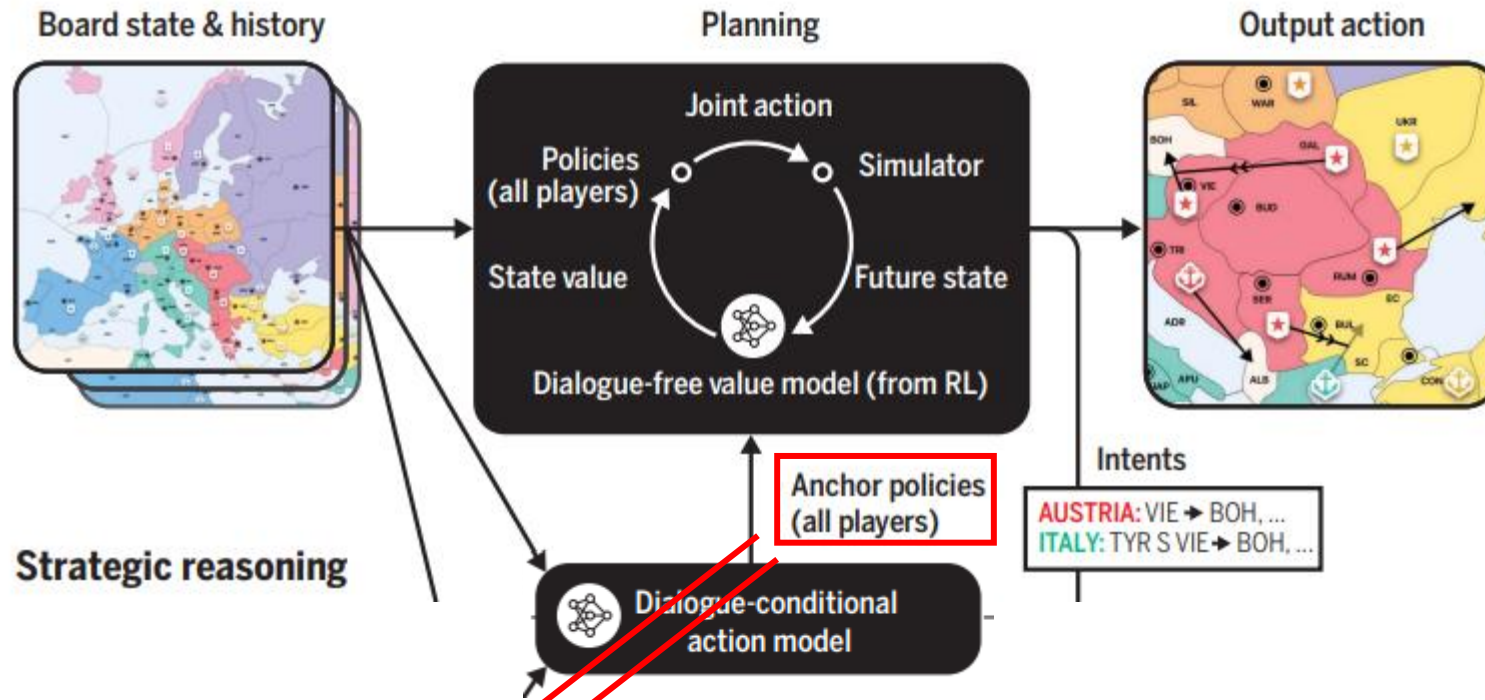 Board state & history
Planning
Output action
Joint action
Policies
(all players)
Simulator
State value
Future state
Dialogue-free value model (from RL)
SIL
WAR
UKR
BOH
GAL
VIE
BUD
TRI
RUM
SER
EC
ADR
BUL
SC
ALB
APU
CON
Anchor policies
(all players)
Intents
AUSTRIA: VIE → BOH, ...
ITALY: TYR S VIE → BOH, ...
Strategic reasoning
Dialogue-conditional
action model